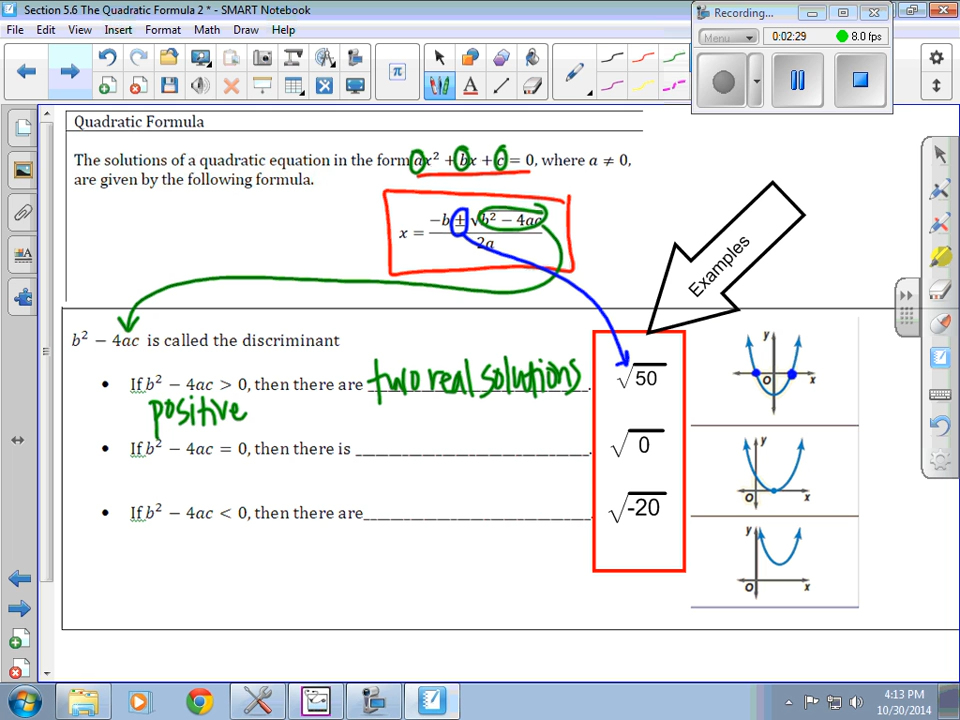 Section 5.6 The Quadratic Formula 2 * - SMART Notebook
File Edit View Insert Format Math Draw Help
Recording...
Menu
0:02:29
8.0 fps
π
A
Quadratic Formula
The solutions of a quadratic equation in the form ax² + bx + c = 0, where a ≠ 0,
are given by the following formula.
x = (−b ± √(b² − 4ac)) / 2a
Examples
b² − 4ac is called the discriminant
• If b² − 4ac > 0, then there are two real solutions.
positive
√50
• If b² − 4ac = 0, then there is ____________________.
√0
• If b² − 4ac < 0, then there are____________________.
√-20
y
O
x
y
O
x
y
O
x
4:13 PM
10/30/2014